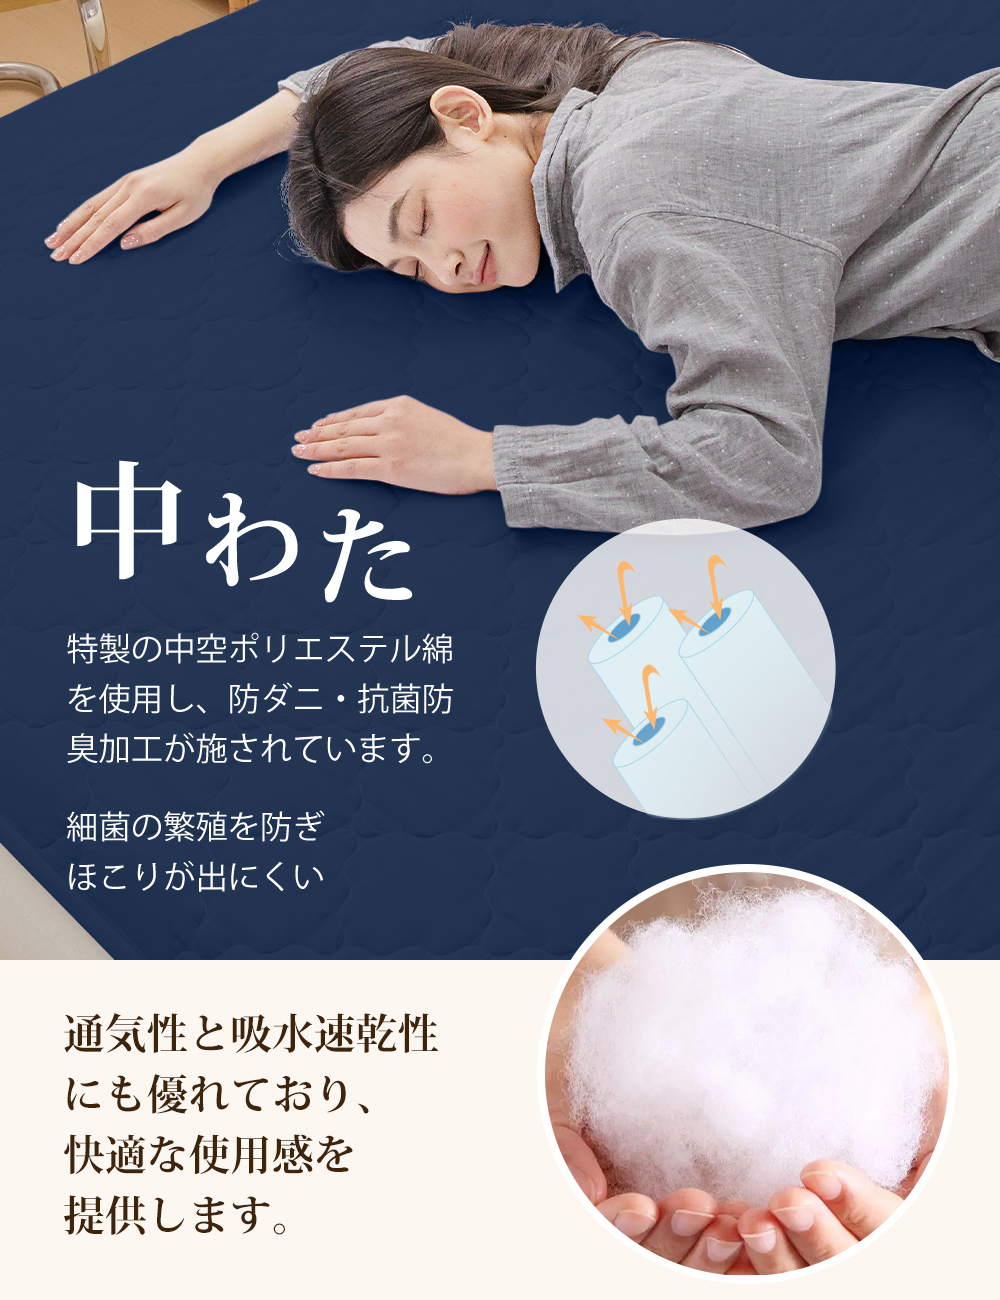 中わた
特製の中空ポリエステル綿
を使用し、防ダニ・抗菌防
臭加工が施されています。
細菌の繁殖を防ぎ
ほこりが出にくい
通気性と吸水速乾性
にも優れており、
快適な使用感を
提供します。